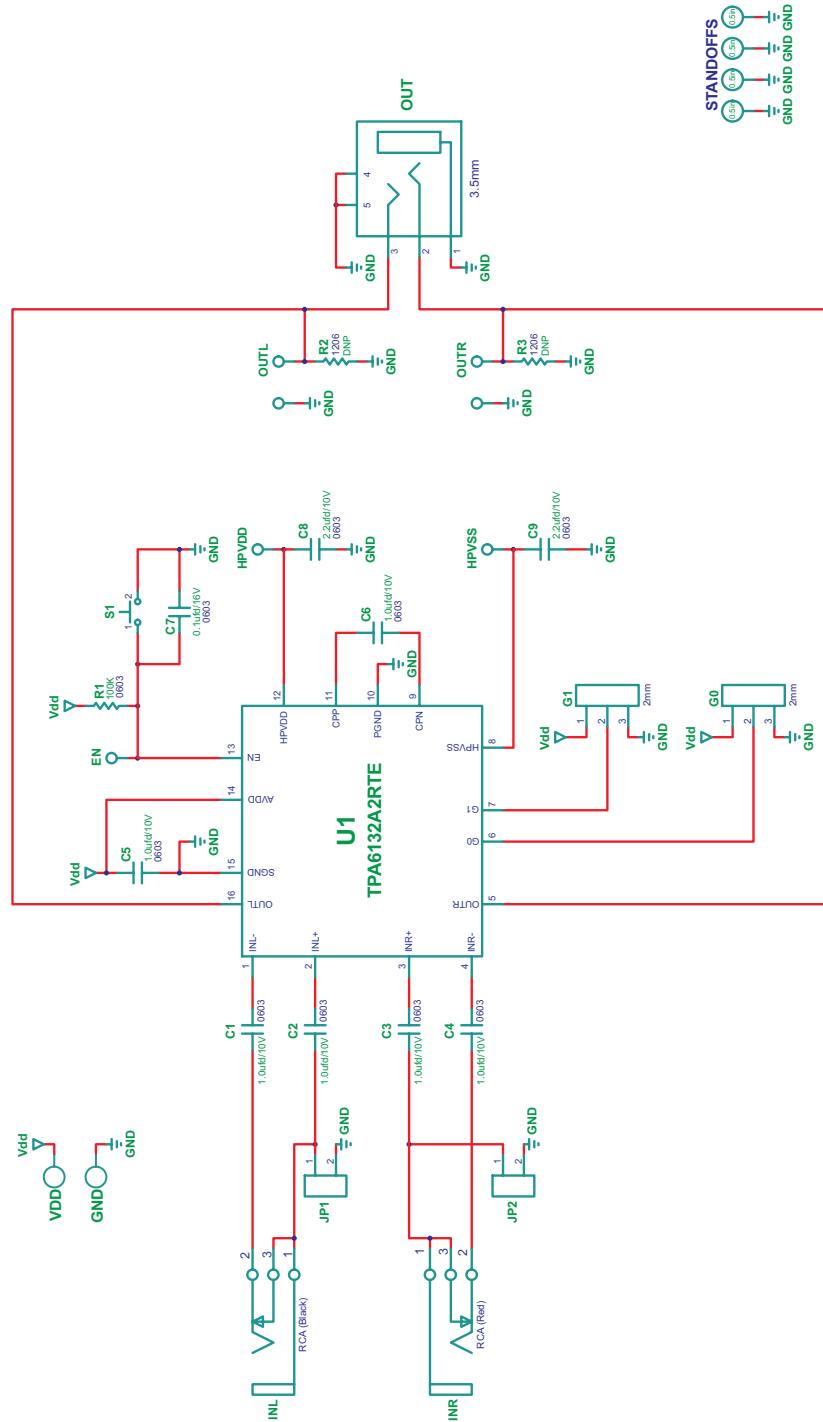 STANDOFFS
0.5in
0.5in
0.5in
0.5in
GND
GND
GND
GND
OUT
4
5
3.5mm
3
2
1
GND
GND
OUTL
R2
1206
DNP
GND
GND
OUTR
R3
1206
DNP
GND
GND
Vdd
R1
100K
0603
S1
1
2
C7
0.1ufd/16V
0603
GND
EN
HPVDD
C8
2.2ufd/10V
0603
GND
C6
1.0ufd/10V
0603
GND
HPVSS
C9
2.2ufd/10V
0603
GND
Vdd
C5
1.0ufd/10V
0603
GND
U1
TPA6132A2RTE
16
OUTL
15
SGND
14
AVDD
13
EN
12
HPVDD
11
CPP
10
PGND
9
CPN
8
HPVSS
7
G1
6
G0
5
OUTR
1
INL-
2
INL+
3
INR+
4
INR-
G1
Vdd
1
2
3
2mm
GND
G0
Vdd
1
2
3
2mm
GND
C1
1.0ufd/10V
0603
C2
1.0ufd/10V
0603
C3
1.0ufd/10V
0603
C4
1.0ufd/10V
0603
Vdd
VDD
GND
GND
JP1
1
2
GND
JP2
1
2
GND
INL
RCA (Black)
2
3
1
INR
RCA (Red)
1
3
2